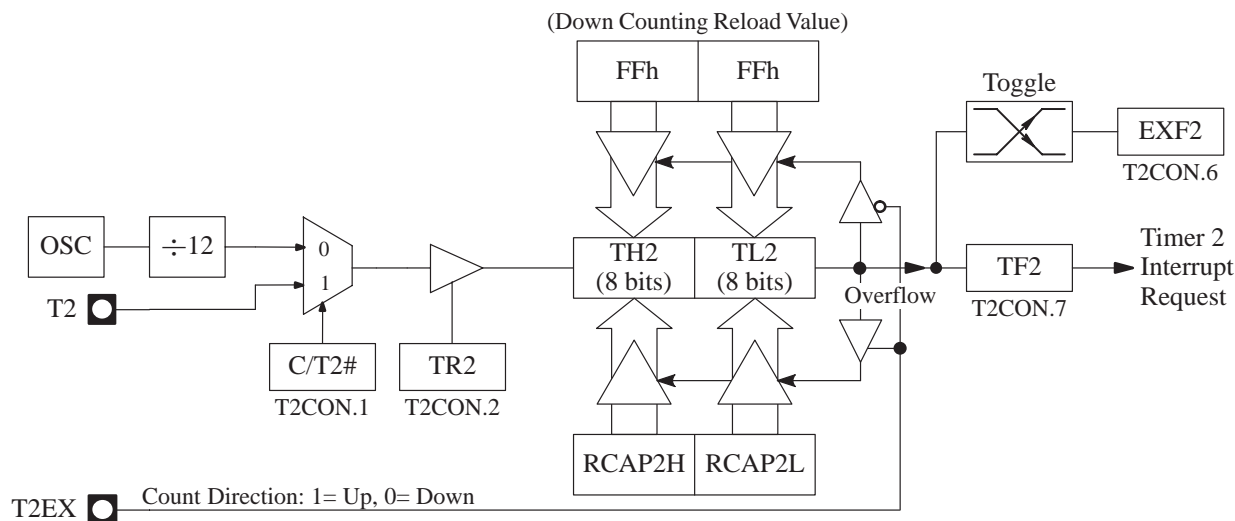 (Down Counting Reload Value)
FFh
FFh
Toggle
EXF2
T2CON.6
OSC
÷12
0
1
T2
TH2
(8 bits)
TL2
(8 bits)
Overflow
TF2
T2CON.7
Timer 2
Interrupt
Request
C/T2#
T2CON.1
TR2
T2CON.2
RCAP2H
RCAP2L
T2EX
Count Direction: 1= Up, 0= Down